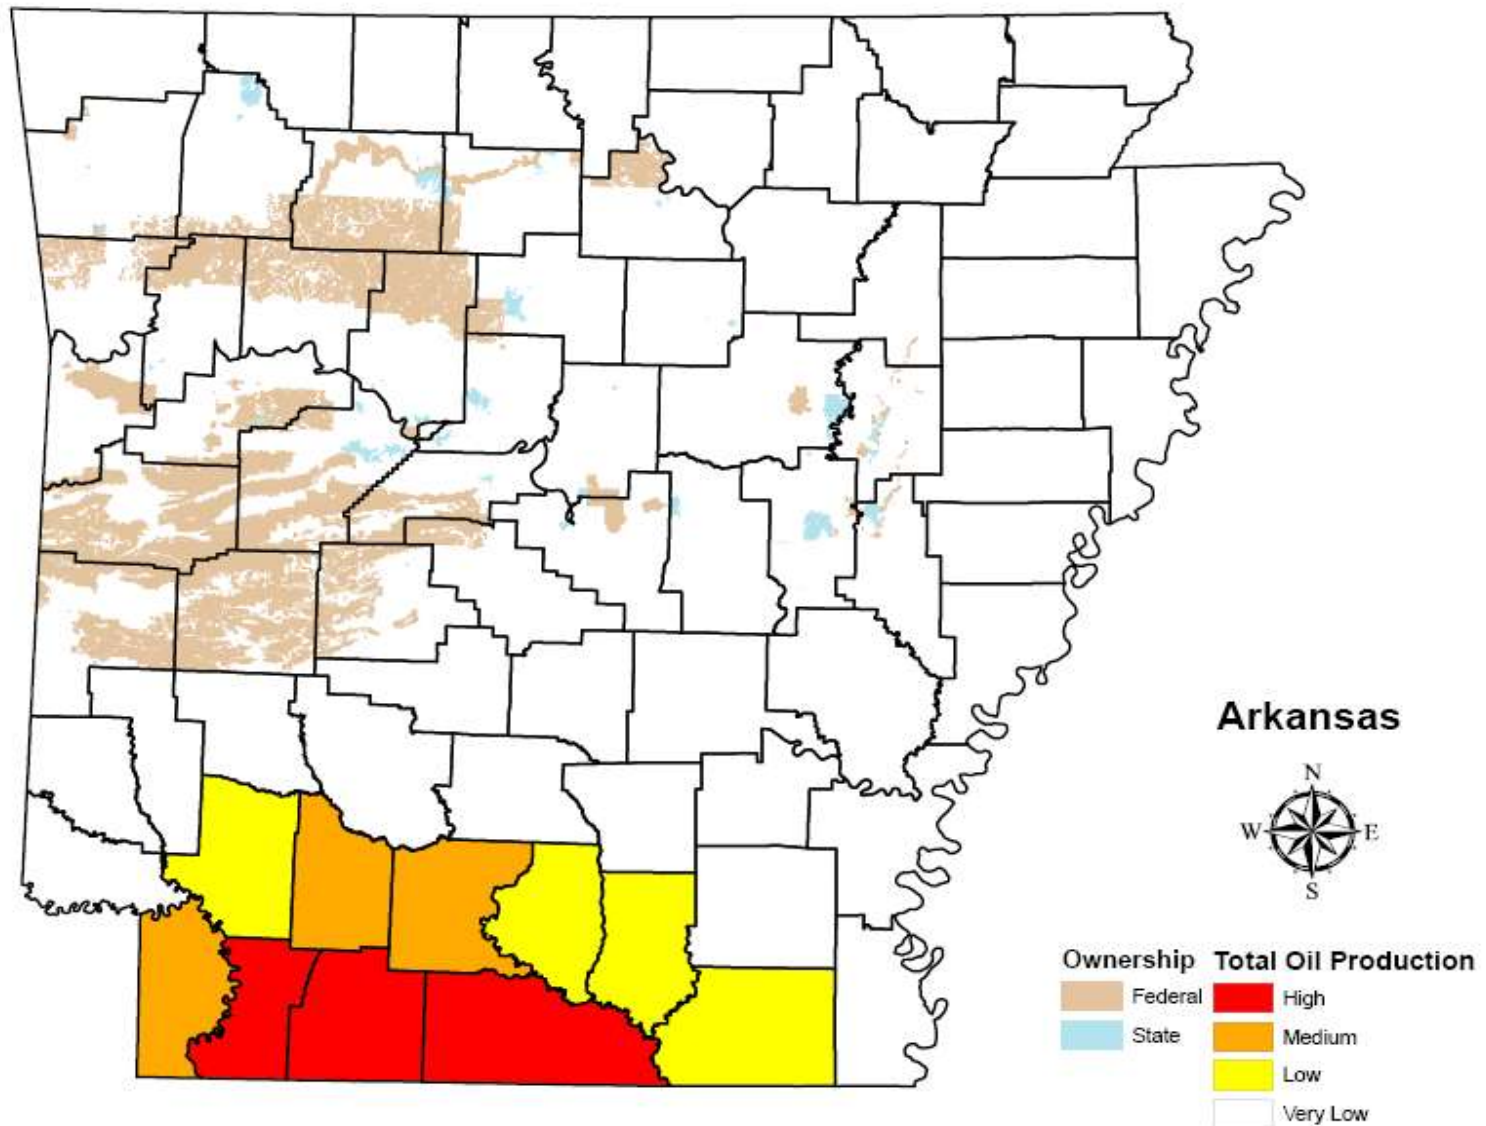 Arkansas
N
W E
S
Ownership Total Oil Production
Federal High
State Medium
Low
Very Low